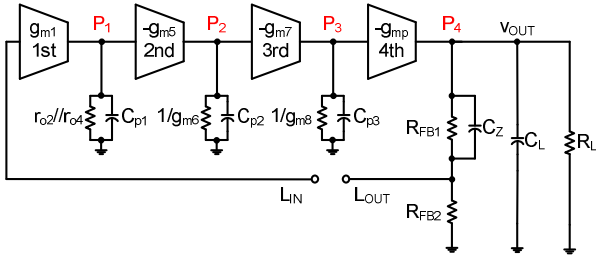 P1 P2 P3 P4 vOUT
gm1 -gm5 -gm7 -gmp
1st 2nd 3rd 4th
ro2//ro4 Cp1 1/gm6 Cp2 1/gm8 Cp3 RFB1 CZ CL RL
LIN LOUT RFB2